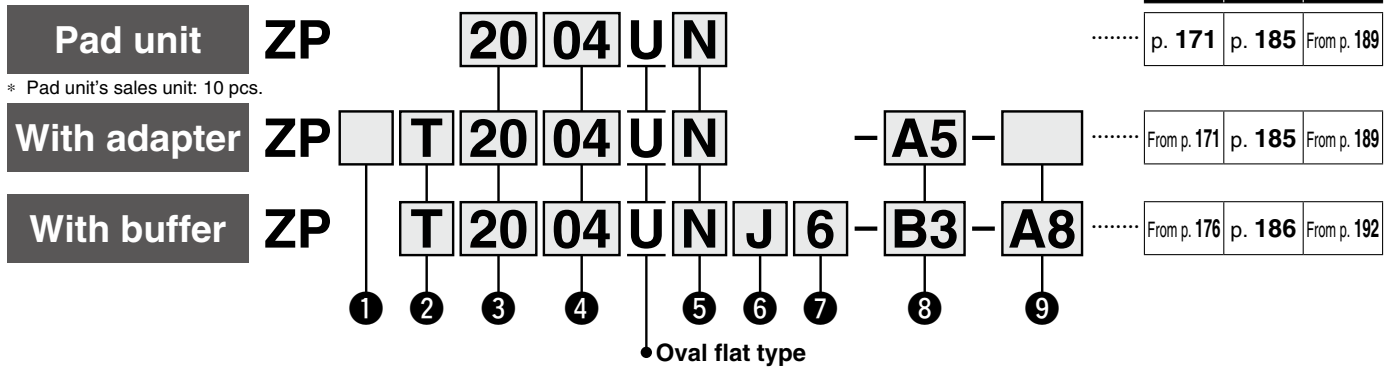 Pad unit ZP 20 04 U N ········ p. 171 p. 185 From p. 189
* Pad unit's sales unit: 10 pcs.
With adapter ZP T 20 04 U N - A5 - ········ From p. 171 p. 185 From p. 189
With buffer ZP T 20 04 U N J 6 - B3 - A8 ········ From p. 176 p. 186 From p. 192
❶ ❷ ❸ ❹ ❺ ❻ ❼ ❽ ❾
● Oval flat type